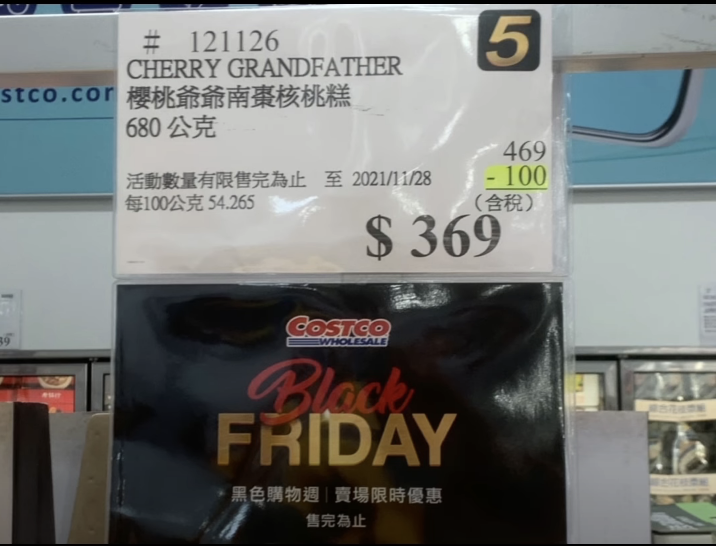 stco.cor
# 121126
5
CHERRY GRANDFATHER
櫻桃爺爺南棗核桃糕
680 公克
469
- 100
活動數量有限售完為止 至 2021/11/28
每100公克 54.265
(含稅)
$ 369
COSTCO
WHOLESALE
Black
FRIDAY
黑色購物週|賣場限時優惠
售完為止